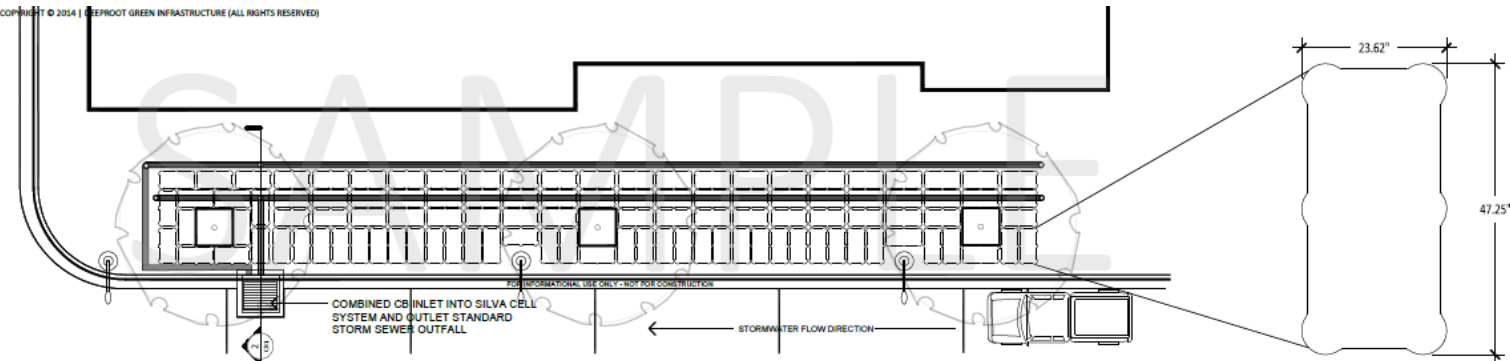 COPYRIGHT © 2014 | DEEPROOT GREEN INFRASTRUCTURE (ALL RIGHTS RESERVED)
SAMPLE
23.62"
47.25"
FOR INFORMATIONAL USE ONLY - NOT FOR CONSTRUCTION
COMBINED CB INLET INTO SILVA CELL
SYSTEM AND OUTLET STANDARD
STORM SEWER OUTFALL
STORMWATER FLOW DIRECTION
2